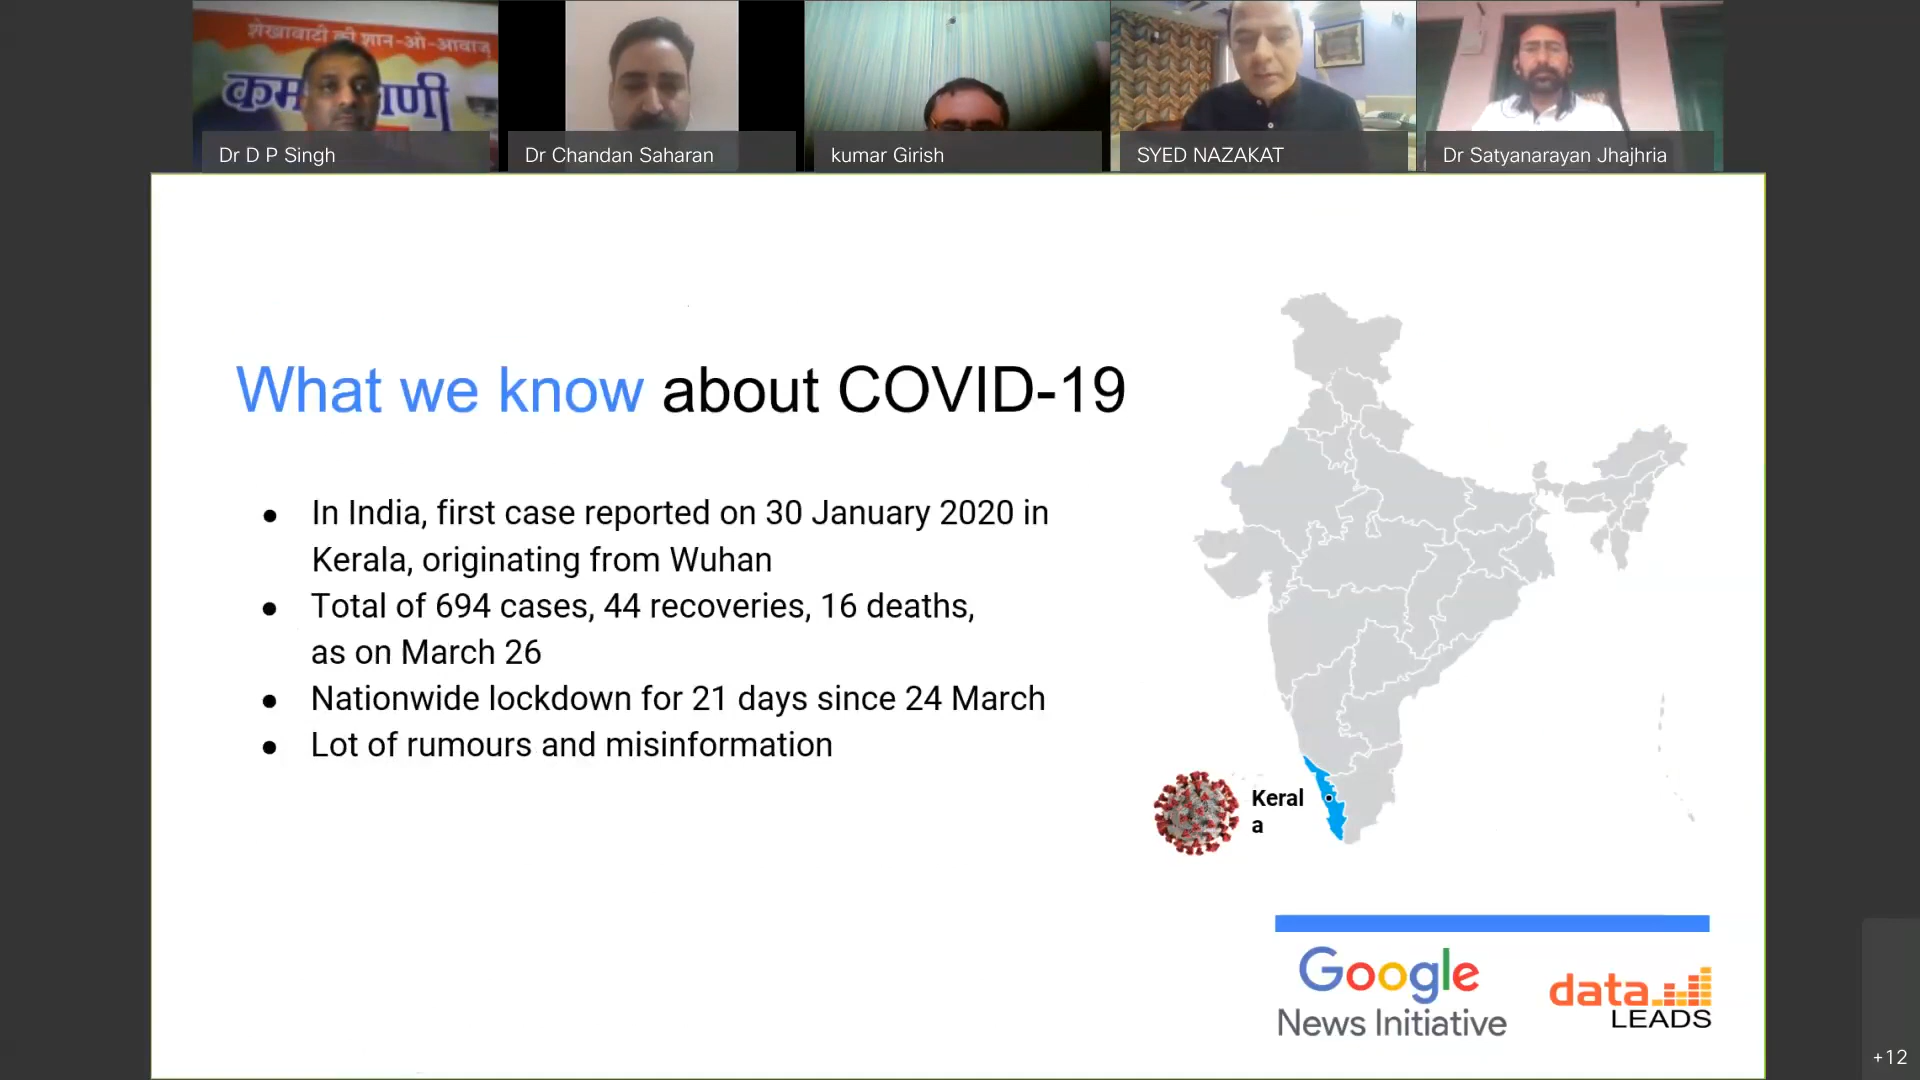 शेखावाटी की शान-ओ-आवाज़
Dr D P Singh
Dr Chandan Saharan
kumar Girish
SYED NAZAKAT
Dr Satyanarayan Jhajhria
What we know about COVID-19
● In India, first case reported on 30 January 2020 in
Kerala, originating from Wuhan
● Total of 694 cases, 44 recoveries, 16 deaths,
as on March 26
● Nationwide lockdown for 21 days since 24 March
● Lot of rumours and misinformation
Keral
a
Google
News Initiative
data
LEADS
+12